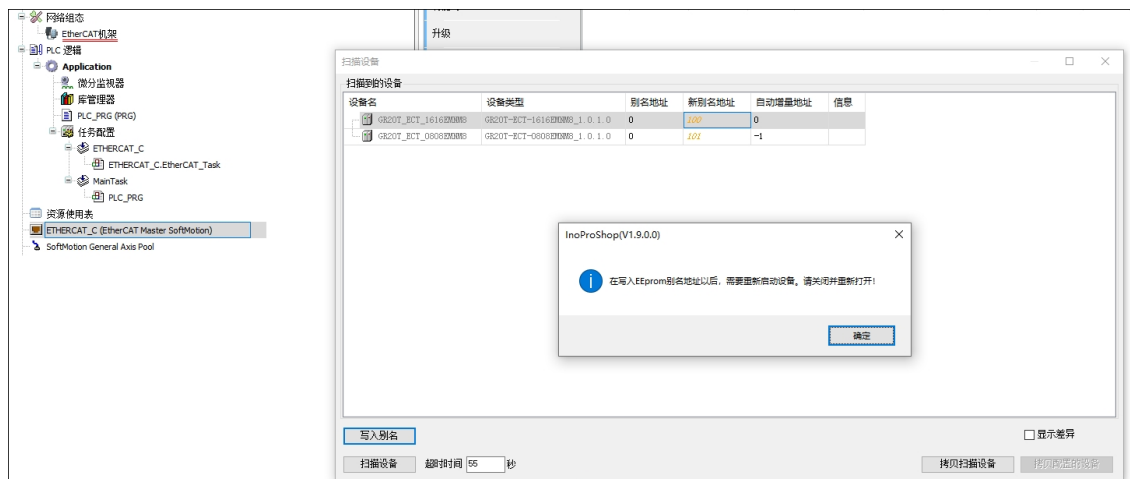 网络组态
EtherCAT机架
PLC 逻辑
Application
微分监视器
库管理器
PLC_PRG (PRG)
任务配置
ETHERCAT_C
ETHERCAT_C.EtherCAT_Task
MainTask
PLC_PRG
资源使用表
ETHERCAT_C (EtherCAT Master SoftMotion)
SoftMotion General Axis Pool
升级
扫描设备
扫描到的设备
设备名 设备类型 别名地址 新别名地址 自动增量地址 信息
GR20T_ECT_1616EMNM8 GR20T-ECT-1616EMNM8_1.0.1.0 0 100 0
GR20T_ECT_0808EMNM8 GR20T-ECT-0808EMNM8_1.0.1.0 0 101 -1
InoProShop(V1.9.0.0)
在写入EEprom别名地址以后，需要重新启动设备。请关闭并重新打开!
确定
写入别名
显示差异
扫描设备 超时时间 55 秒
拷贝扫描设备